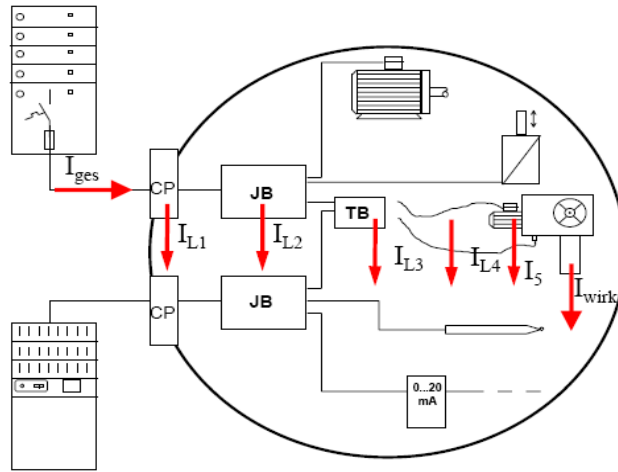 I_ges
CP
JB
TB
I_L1
I_L2
I_L3
I_L4
I_5
I_wirk
CP
JB
0...20
mA